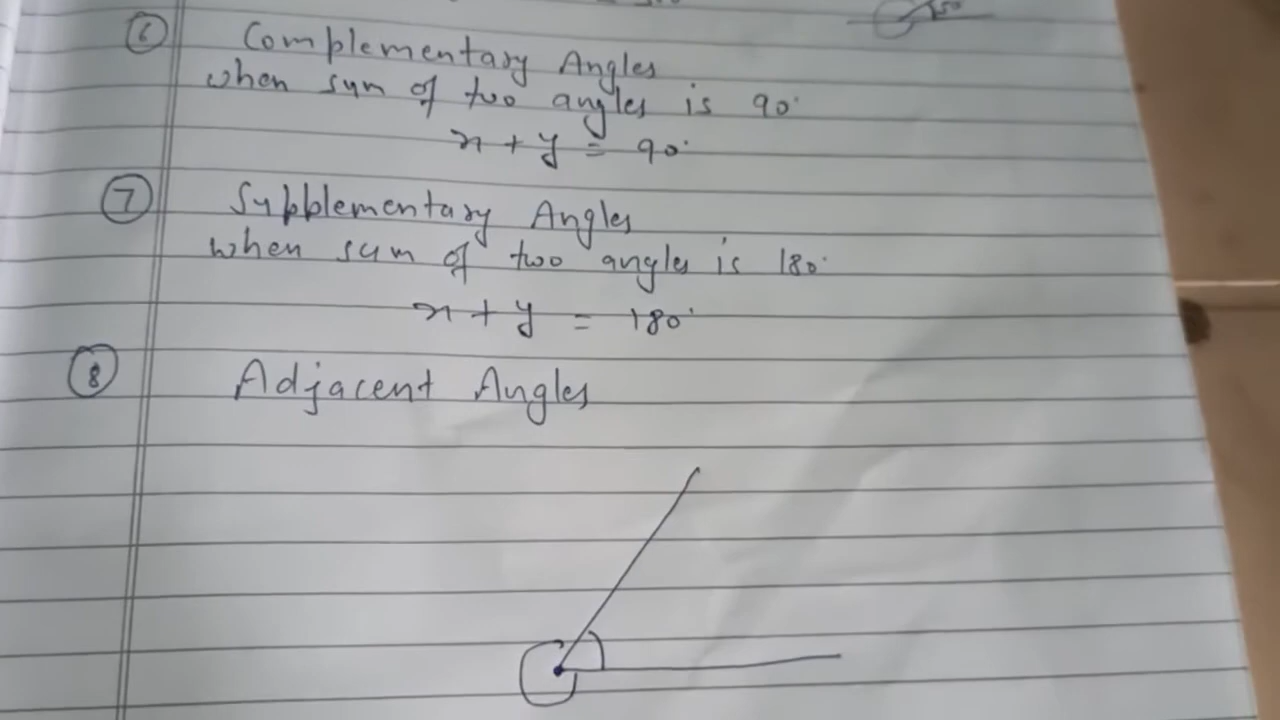 6 Complementary Angles
when sum of two angles is 90°
x + y = 90°
7 Supplementary Angles
when sum of two angles is 180°
x + y = 180°
8 Adjacent Angles